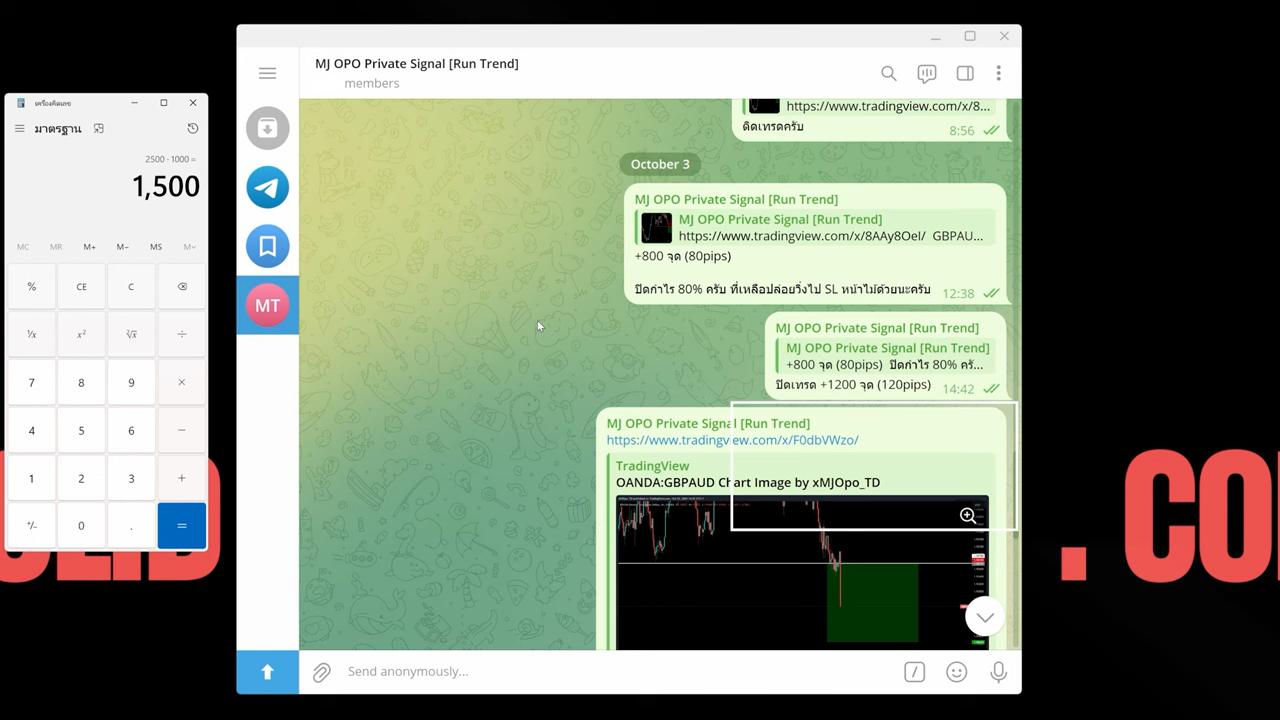 MJ OPO Private Signal [Run Trend]
members
https://www.tradingview.com/x/8...
ติดเทรดครับ
8:56
October 3
MJ OPO Private Signal [Run Trend]
MJ OPO Private Signal [Run Trend]
https://www.tradingview.com/x/8AAy8OeI/ GBPAU...
+800 จุด (80pips)
ปิดกำไร 80% ครับ ที่เหลือปล่อยวิ่งไป SL หน้าไม้ด้วยนะครับ
12:38
MJ OPO Private Signal [Run Trend]
MJ OPO Private Signal [Run Trend]
+800 จุด (80pips) ปิดกำไร 80% ครั...
ปิดเทรด +1200 จุด (120pips)
14:42
MJ OPO Private Signal [Run Trend]
https://www.tradingview.com/x/F0dbVWzo/
TradingView
OANDA:GBPAUD Chart Image by xMJOpo_TD
Send anonymously...
MT
เครื่องคิดเลข
มาตรฐาน
2500 - 1000 =
1,500
MC MR M+ M− MS M˅
% CE C
¹/x x² ²√x ÷
7 8 9 ×
4 5 6 −
1 2 3 +
+/− 0 . =
. CO